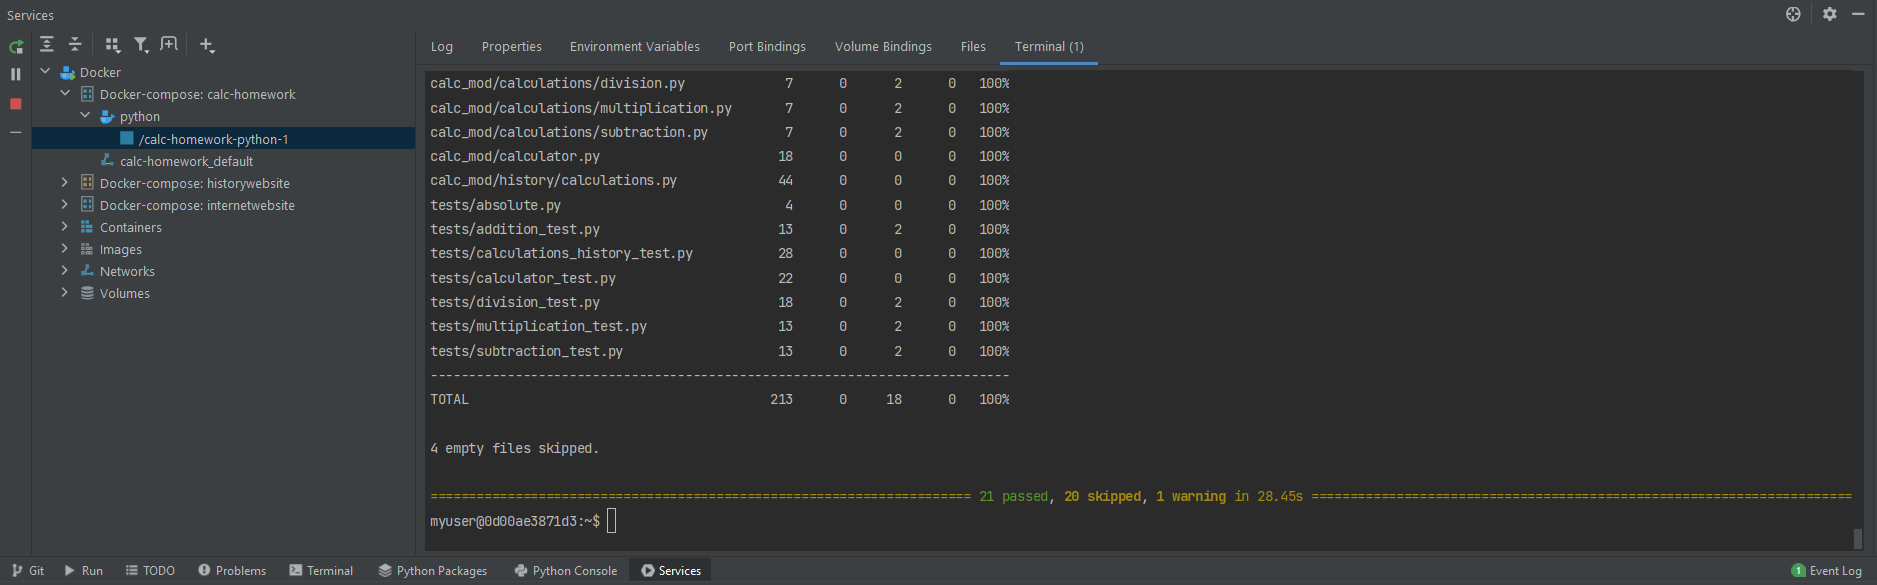 Services
Log Properties Environment Variables Port Bindings Volume Bindings Files Terminal (1)
Docker
Docker-compose: calc-homework
python
/calc-homework-python-1
calc-homework_default
Docker-compose: historywebsite
Docker-compose: internetwebsite
Containers
Images
Networks
Volumes
calc_mod/calculations/division.py 7 0 2 0 100%
calc_mod/calculations/multiplication.py 7 0 2 0 100%
calc_mod/calculations/subtraction.py 7 0 2 0 100%
calc_mod/calculator.py 18 0 0 0 100%
calc_mod/history/calculations.py 44 0 0 0 100%
tests/absolute.py 4 0 0 0 100%
tests/addition_test.py 13 0 2 0 100%
tests/calculations_history_test.py 28 0 0 0 100%
tests/calculator_test.py 22 0 0 0 100%
tests/division_test.py 18 0 2 0 100%
tests/multiplication_test.py 13 0 2 0 100%
tests/subtraction_test.py 13 0 2 0 100%
---------------------------------------------------------------------------
TOTAL 213 0 18 0 100%
4 empty files skipped.
====================================================================== 21 passed, 20 skipped, 1 warning in 28.45s ======================================================================
myuser@0d00ae3871d3:~$
Git Run TODO Problems Terminal Python Packages Python Console Services 1 Event Log